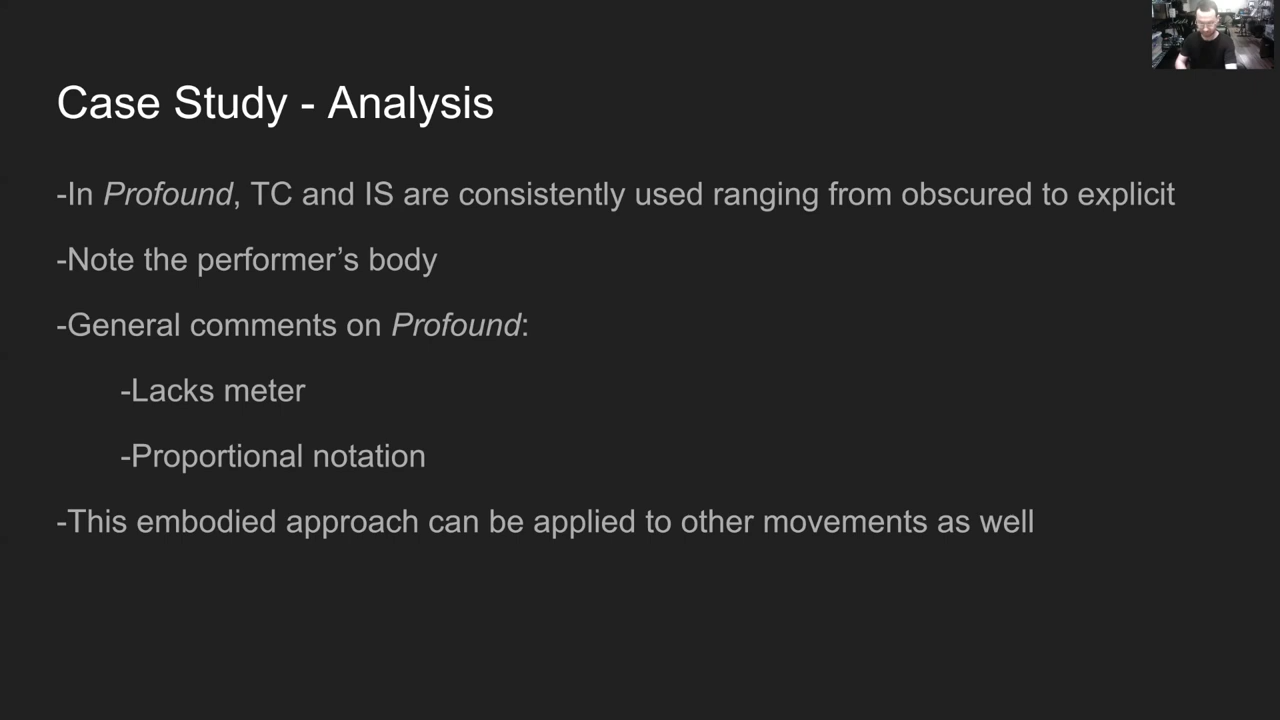 Case Study - Analysis
-In Profound, TC and IS are consistently used ranging from obscured to explicit
-Note the performer’s body
-General comments on Profound:
-Lacks meter
-Proportional notation
-This embodied approach can be applied to other movements as well